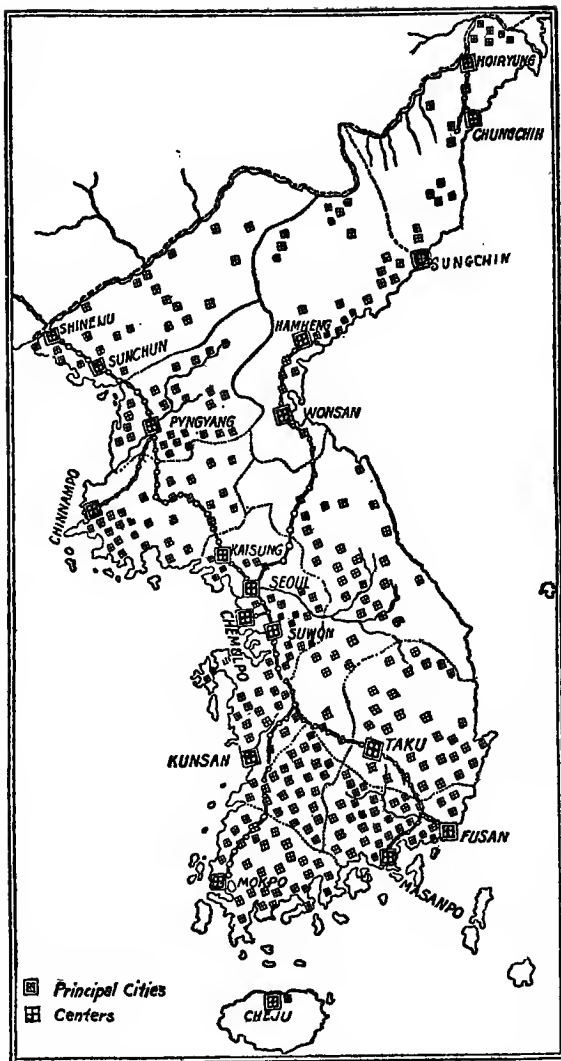 HOIRYUNG
CHUNGCHIN
SUNGCHIN
SHINEIJU
HAMHENG
SUNCHUN
WONSAN
PYNGYANG
CHINNAMPO
KAISUNG
SEOUL
CHEMULPO
SUWON
TAKU
KUNSAN
FUSAN
MOKPO
MASANPO
Principal Cities
Centers
CHEJU